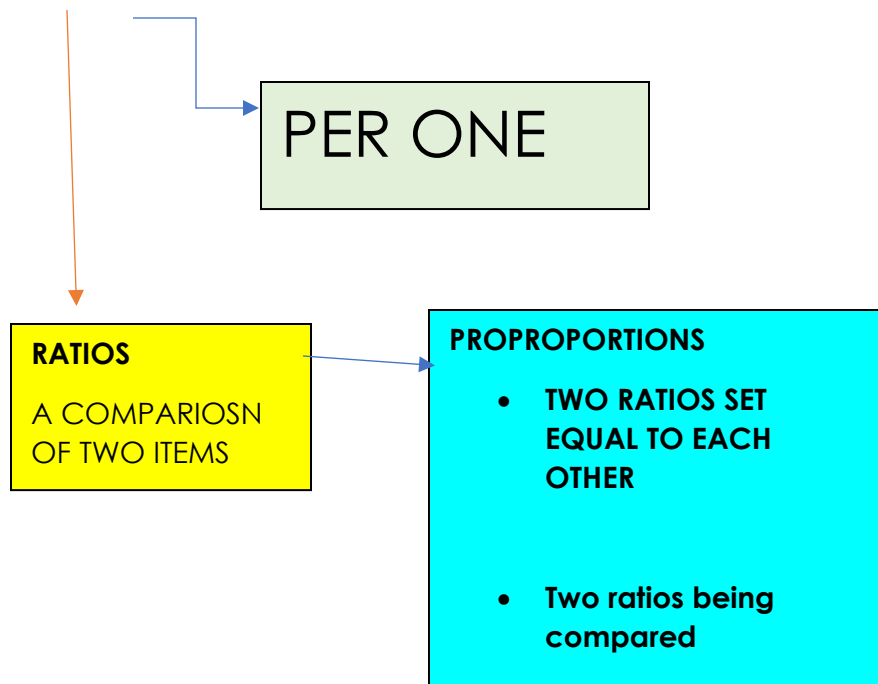 PER ONE
RATIOS
A COMPARIOSN
OF TWO ITEMS
PROPROPORTIONS
• TWO RATIOS SET
EQUAL TO EACH
OTHER
• Two ratios being
compared